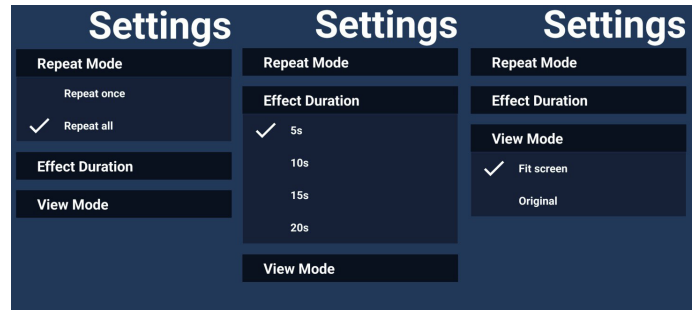 Settings
Repeat Mode
Repeat once
Repeat all
Effect Duration
View Mode
Settings
Repeat Mode
Effect Duration
5s
10s
15s
20s
View Mode
Settings
Repeat Mode
Effect Duration
View Mode
Fit screen
Original